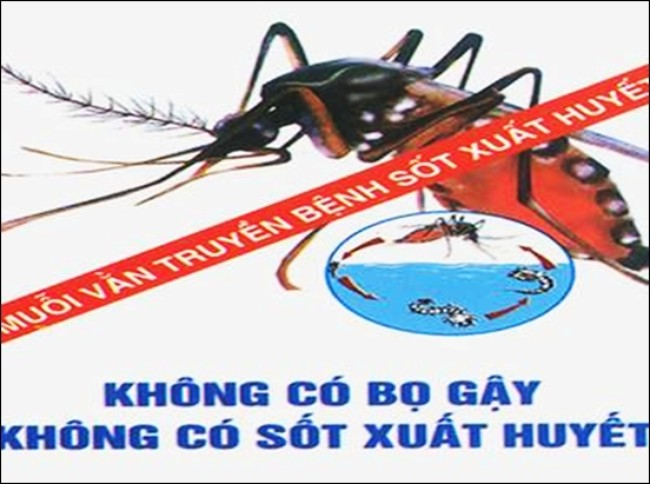 MUỖI VẰN TRUYỀN BỆNH SỐT XUẤT HUYẾT
KHÔNG CÓ BỌ GẬY
KHÔNG CÓ SỐT XUẤT HUYẾT